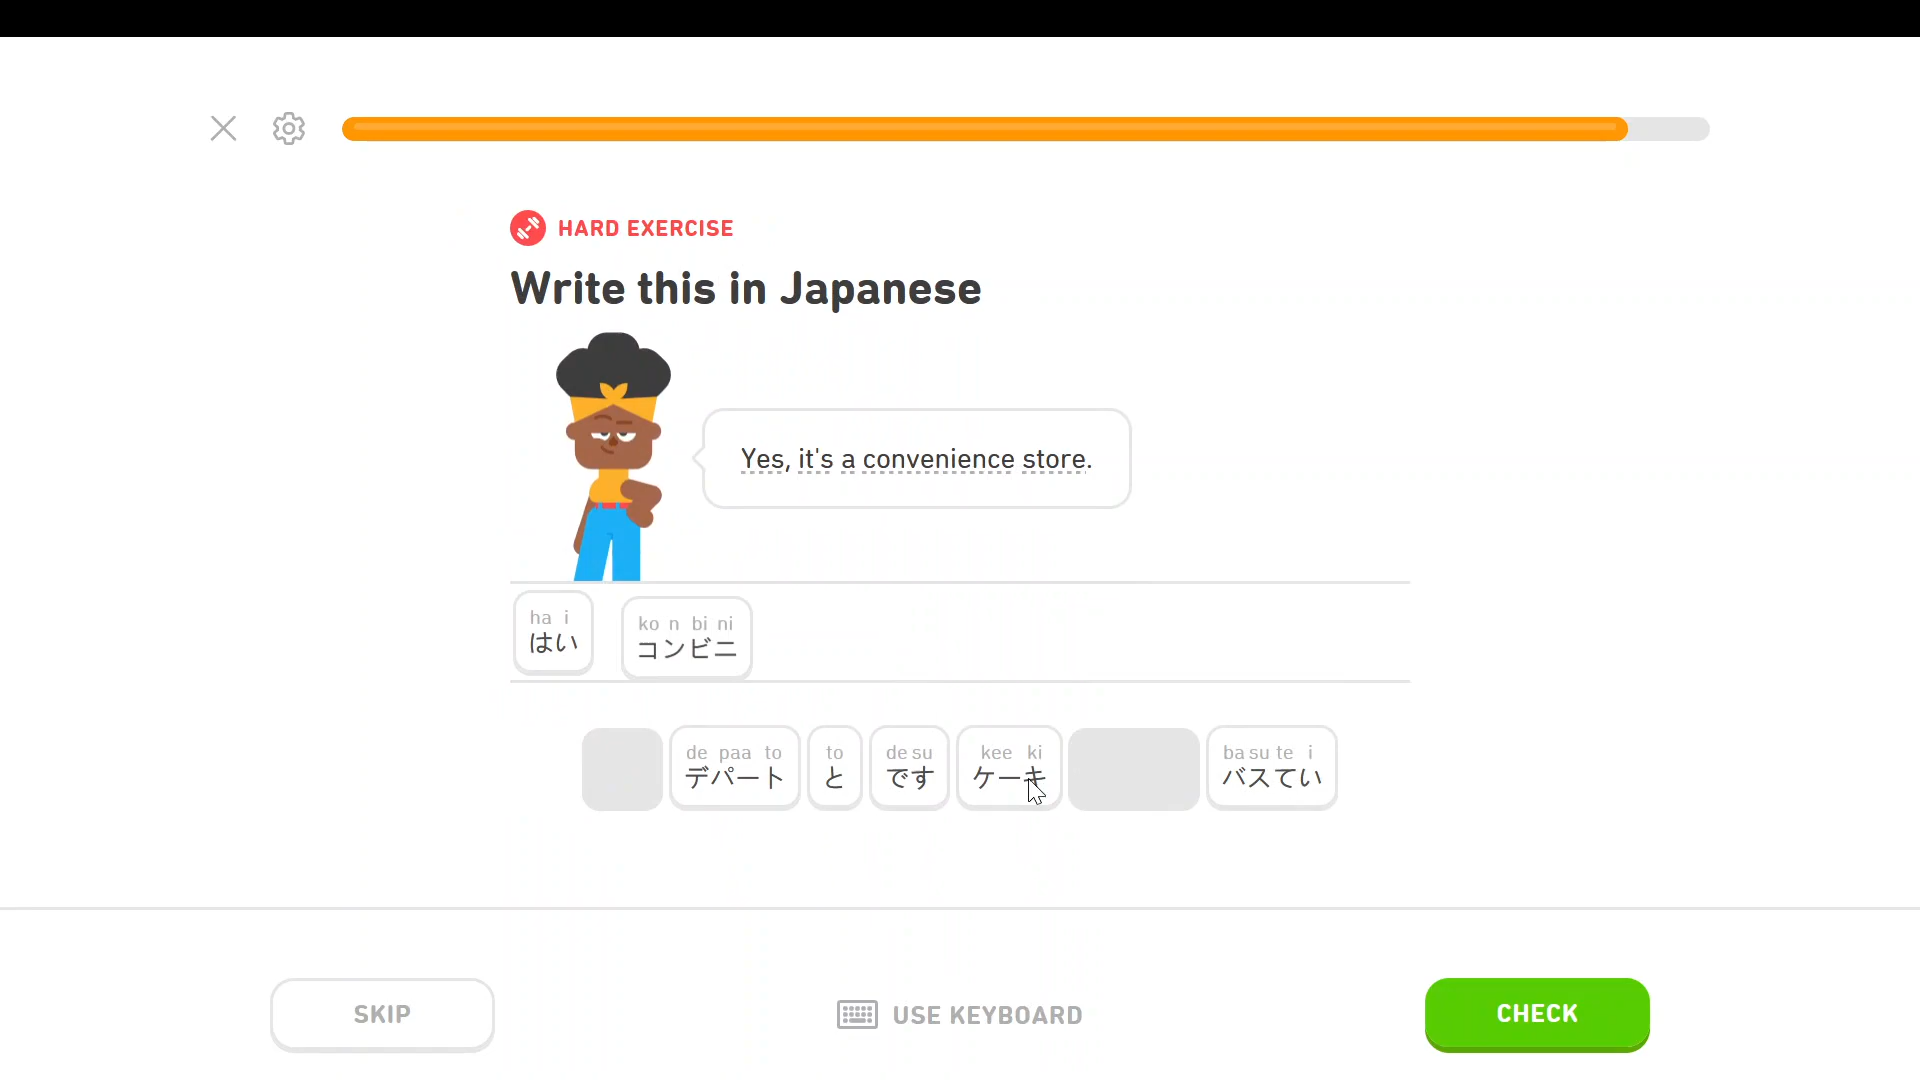 HARD EXERCISE
Write this in Japanese
Yes, it's a convenience store.
ha i ko n bi ni
はい コンビニ
de paa to to de su kee ki ba su te i
デパート と です ケーキ バスてい
SKIP USE KEYBOARD CHECK